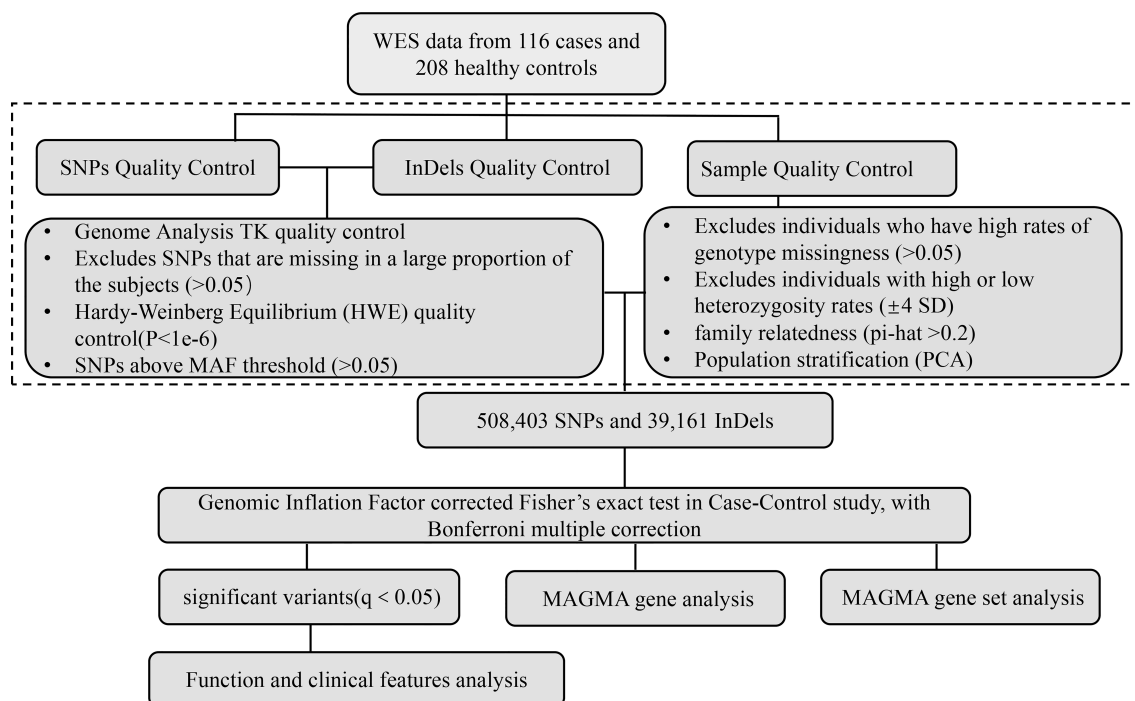 WES data from 116 cases and
208 healthy controls
SNPs Quality Control
InDels Quality Control
Sample Quality Control
• Genome Analysis TK quality control
• Excludes SNPs that are missing in a large proportion of
the subjects (>0.05)
• Hardy-Weinberg Equilibrium (HWE) quality
control(P<1e-6)
• SNPs above MAF threshold (>0.05)
• Excludes individuals who have high rates of
genotype missingness (>0.05)
• Excludes individuals with high or low
heterozygosity rates (±4 SD)
• family relatedness (pi-hat >0.2)
• Population stratification (PCA)
508,403 SNPs and 39,161 InDels
Genomic Inflation Factor corrected Fisher’s exact test in Case-Control study, with
Bonferroni multiple correction
significant variants(q < 0.05)
MAGMA gene analysis
MAGMA gene set analysis
Function and clinical features analysis